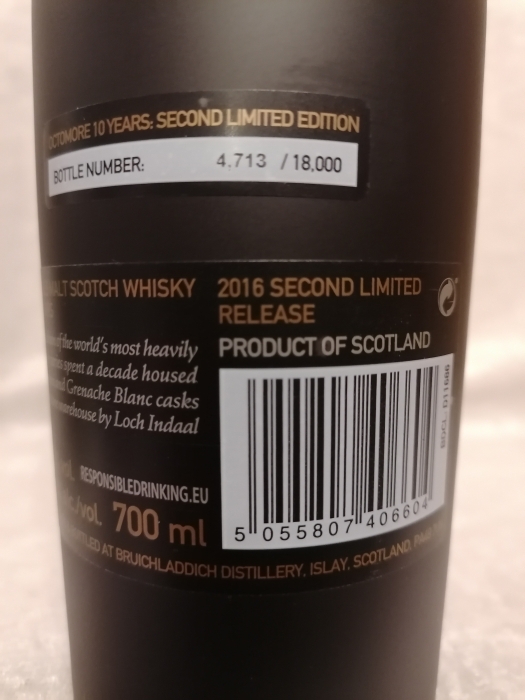 OCTOMORE 10 YEARS: SECOND LIMITED EDITION
BOTTLE NUMBER: 4,713 / 18,000
MALT SCOTCH WHISKY
of the world's most heavily
spent a decade housed
Grenache Blanc casks
by Loch Indaal
RESPONSIBLEDRINKING.EU
/vol. 700 ml
2016 SECOND LIMITED
RELEASE
PRODUCT OF SCOTLAND
5 055807 406604
AT BRUICHLADDICH DISTILLERY, ISLAY, SCOTLAND,